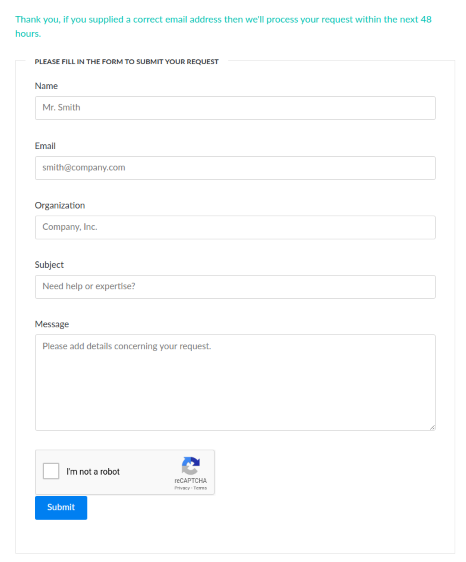 Thank you, if you supplied a correct email address then we'll process your request within the next 48
hours.
PLEASE FILL IN THE FORM TO SUBMIT YOUR REQUEST
Name
Mr. Smith
Email
smith@company.com
Organization
Company, Inc.
Subject
Need help or expertise?
Message
Please add details concerning your request.
I'm not a robot
reCAPTCHA
Privacy - Terms
Submit